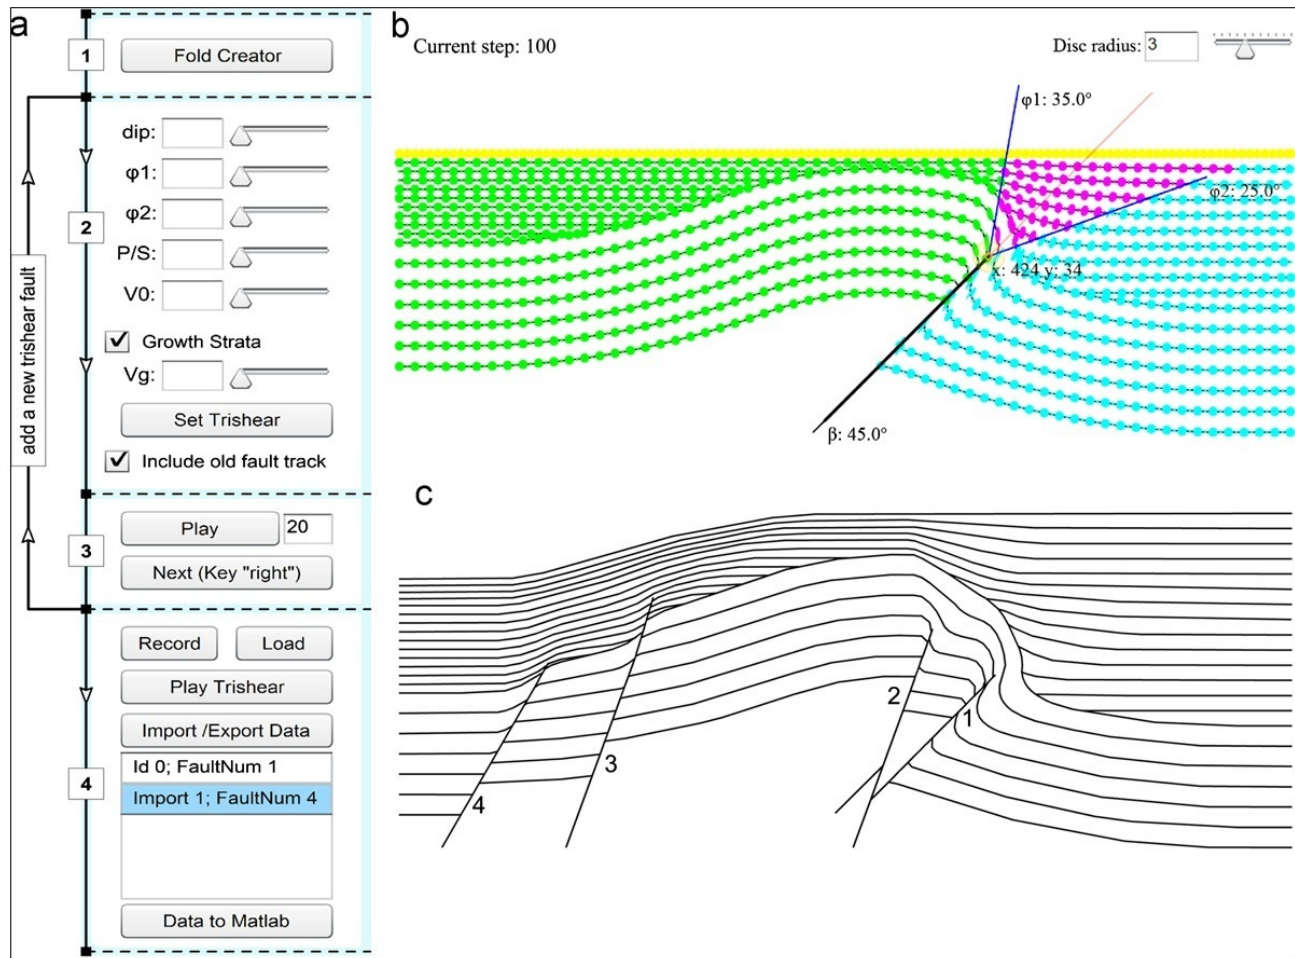 a
1
Fold Creator
add a new trishear fault
2
dip:
φ1:
φ2:
P/S:
V0:
Growth Strata
Vg:
Set Trishear
Include old fault track
3
Play
20
Next (Key "right")
4
Record
Load
Play Trishear
Import /Export Data
Id 0; FaultNum 1
Import 1; FaultNum 4
Data to Matlab
b
Current step: 100
Disc radius: 3
φ1: 35.0°
φ2: 25.0°
x: 424 y: 34
β: 45.0°
c
1
2
3
4